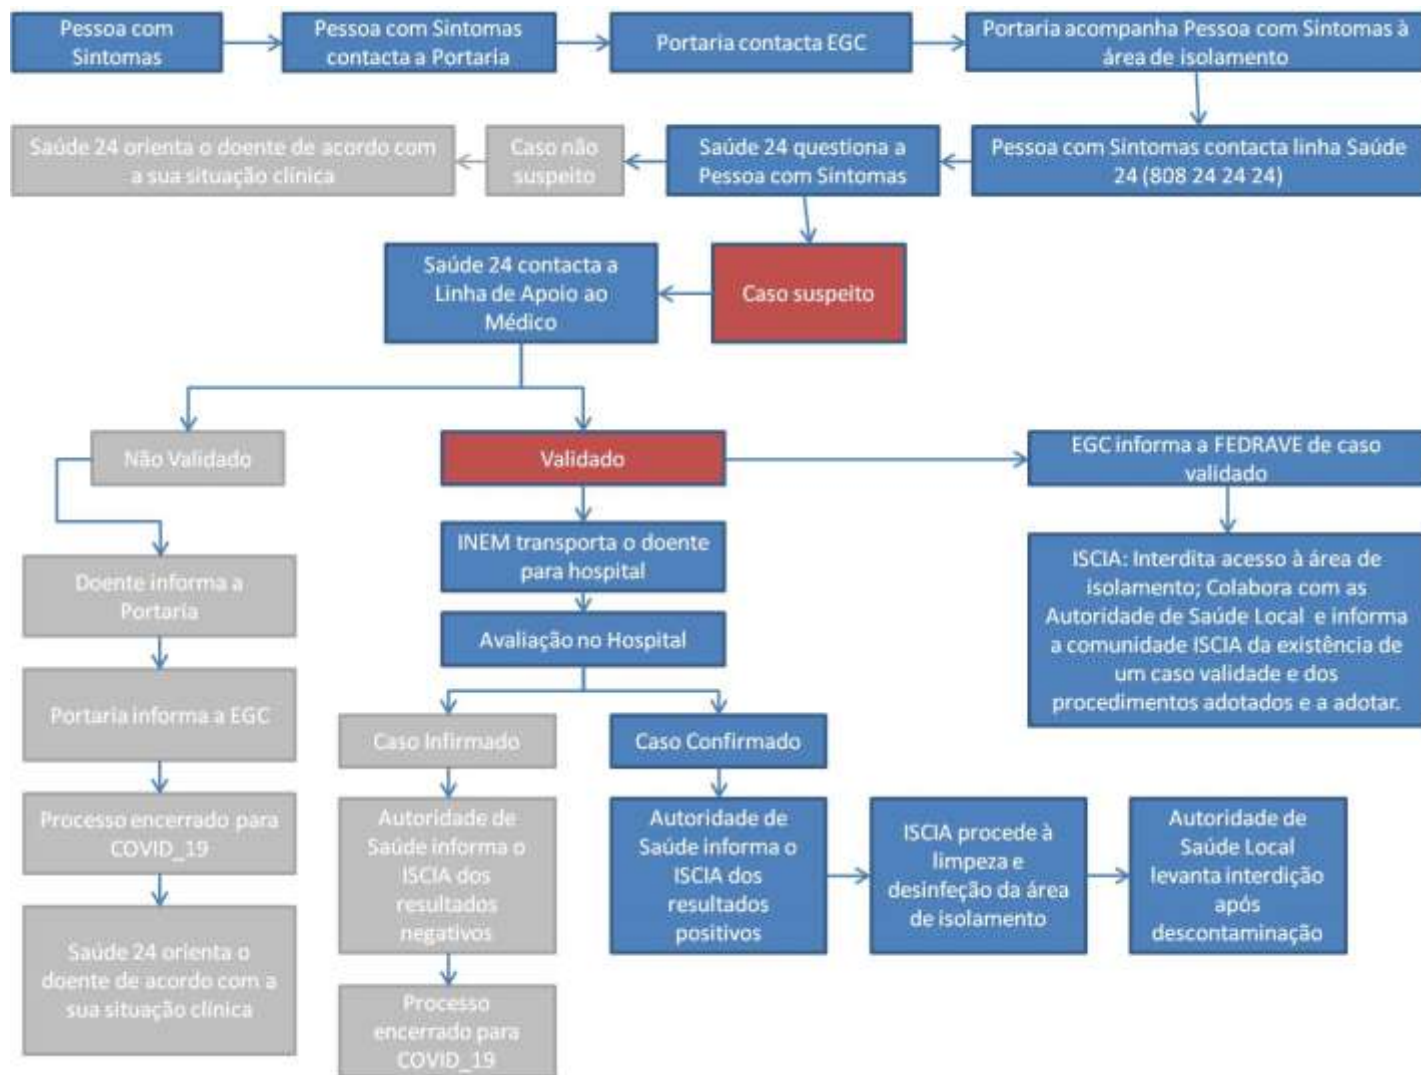 Pessoa com
Sintomas
Pessoa com Sintomas
contacta a Portaria
Portaria contacta EGC
Portaria acompanha Pessoa com Sintomas à
área de isolamento
Saúde 24 orienta o doente de acordo com
a sua situação clínica
Caso não
suspeito
Saúde 24 questiona a
Pessoa com Sintomas
Pessoa com Sintomas contacta linha Saúde
24 (808 24 24 24)
Saúde 24 contacta a
Linha de Apoio ao
Médico
Caso suspeito
Não Validado
Validado
EGC informa a FEDRAVE de caso
validado
INEM transporta o doente
para hospital
ISCIA: Interdita acesso à área de
isolamento; Colabora com as
Autoridade de Saúde Local e informa
a comunidade ISCIA da existência de
um caso validade e dos
procedimentos adotados e a adotar.
Doente informa a
Portaria
Avaliação no Hospital
Portaria informa a EGC
Caso Infirmado
Caso Confirmado
Processo encerrado para
COVID_19
Autoridade de
Saúde informa o
ISCIA dos
resultados
negativos
Autoridade de
Saúde informa o
ISCIA dos
resultados
positivos
ISCIA procede à
limpeza e
desinfeção da área
de isolamento
Autoridade de
Saúde Local
levanta interdição
após
descontaminação
Saúde 24 orienta o
doente de acordo com a
sua situação clínica
Processo
encerrado para
COVID_19